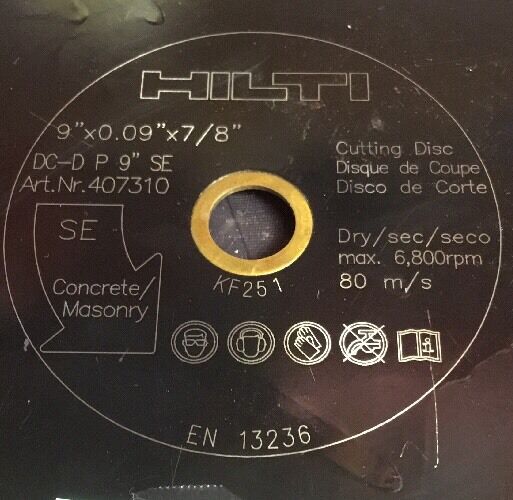 HILTI
9"x0.09"x7/8"
DC-D P 9" SE
Art.Nr.407310
Cutting Disc
Disque de Coupe
Disco de Corte
SE
Concrete/
Masonry
KF251
Dry/sec/seco
max. 6,800rpm
80 m/s
EN 13236